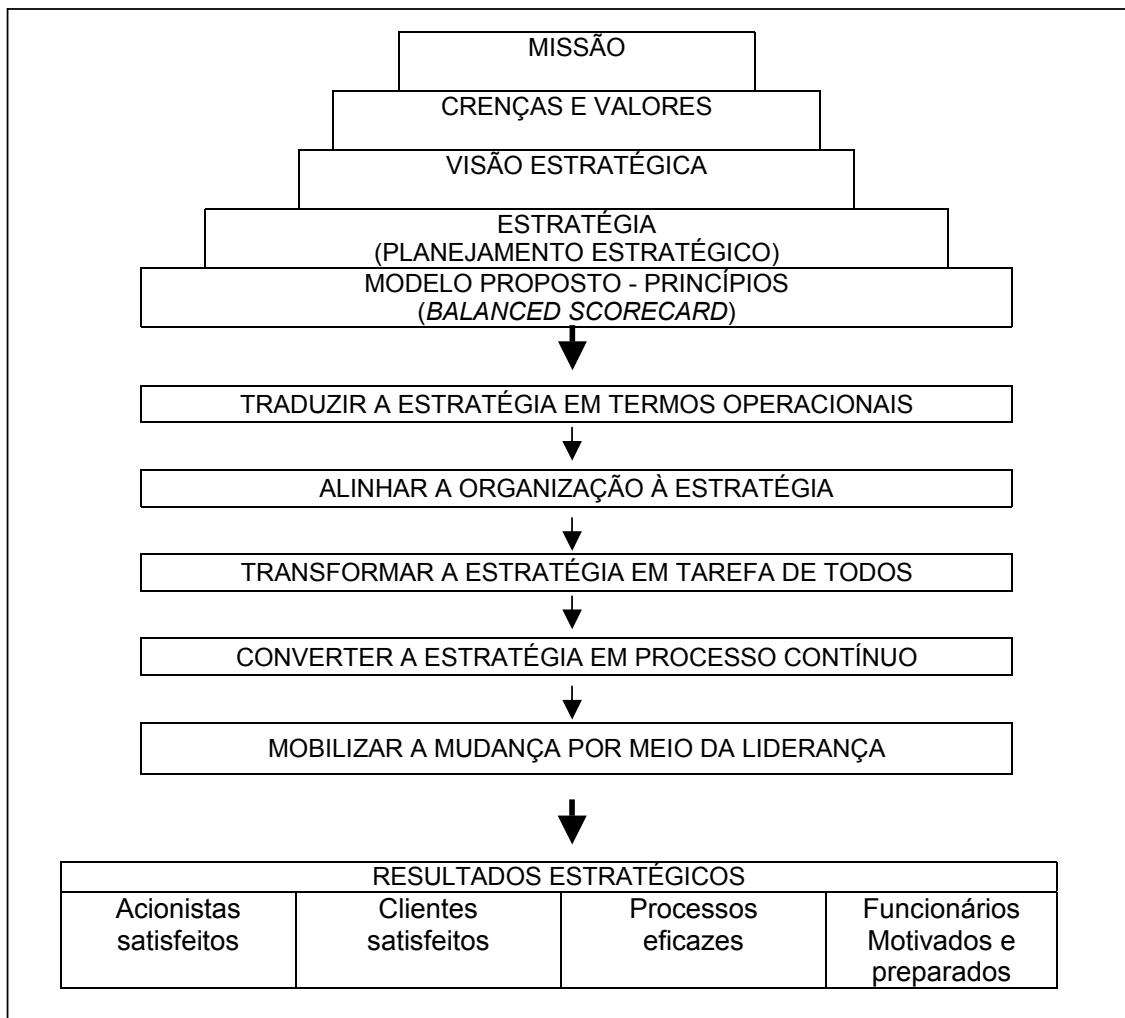 MISSÃO
CRENÇAS E VALORES
VISÃO ESTRATÉGICA
ESTRATÉGIA
(PLANEJAMENTO ESTRATÉGICO)
MODELO PROPOSTO - PRINCÍPIOS
(BALANCED SCORECARD)
TRADUZIR A ESTRATÉGIA EM TERMOS OPERACIONAIS
ALINHAR A ORGANIZAÇÃO À ESTRATÉGIA
TRANSFORMAR A ESTRATÉGIA EM TAREFA DE TODOS
CONVERTER A ESTRATÉGIA EM PROCESSO CONTÍNUO
MOBILIZAR A MUDANÇA POR MEIO DA LIDERANÇA
RESULTADOS ESTRATÉGICOS
Acionistas
satisfeitos
Clientes
satisfeitos
Processos
eficazes
Funcionários
Motivados e
preparados